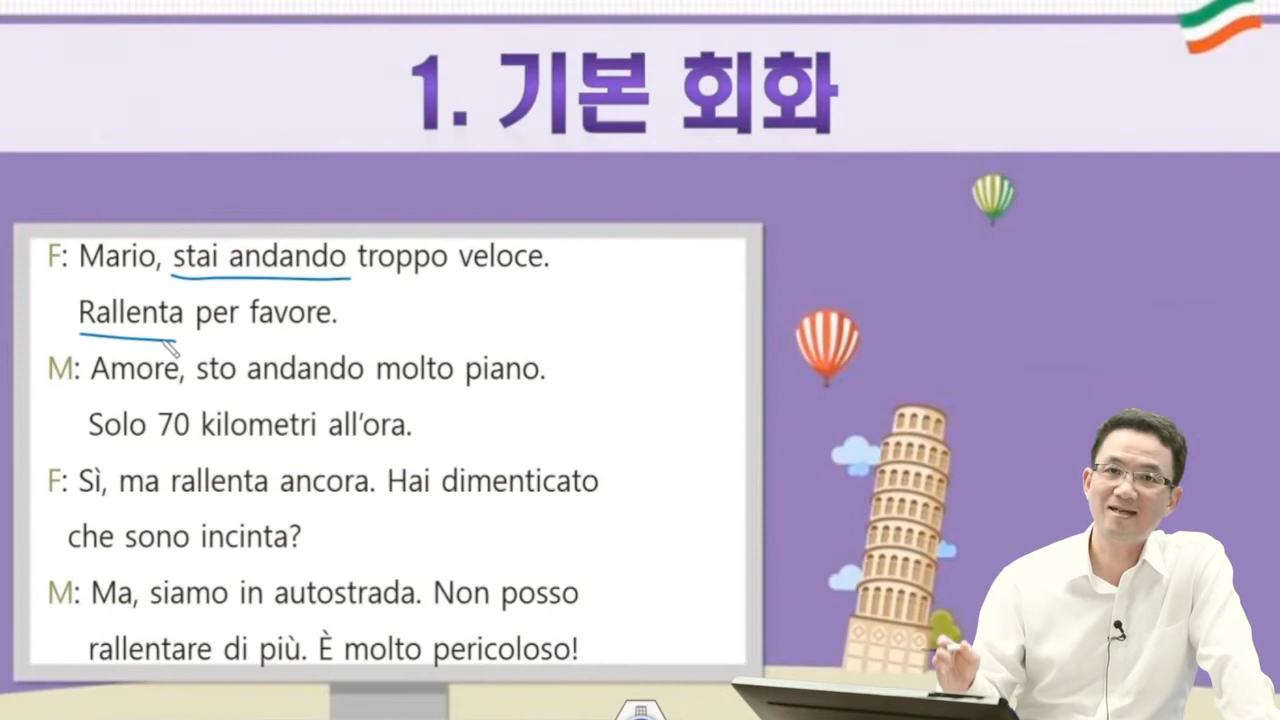 1. 기본 회화
F: Mario, stai andando troppo veloce.
Rallenta per favore.
M: Amore, sto andando molto piano.
Solo 70 kilometri all'ora.
F: Sì, ma rallenta ancora. Hai dimenticato
che sono incinta?
M: Ma, siamo in autostrada. Non posso
rallentare di più. È molto pericoloso!